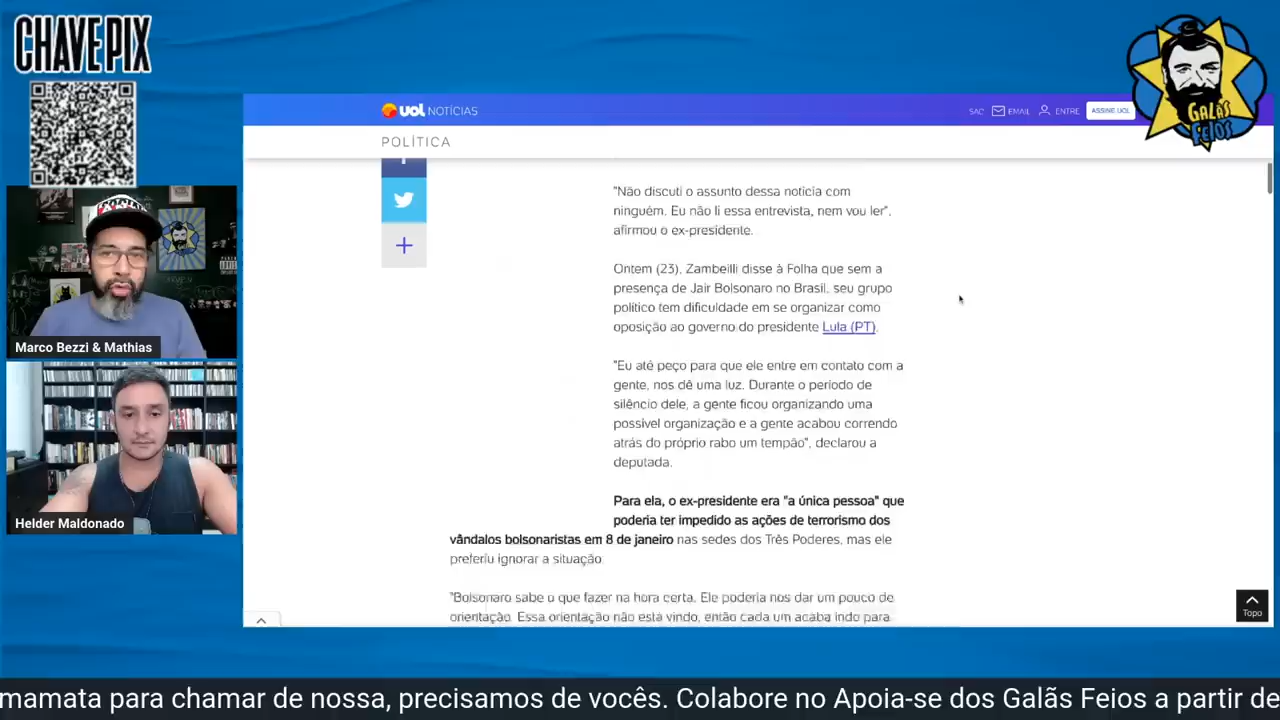 CHAVE PIX
GALÃS
FEIOS
uol NOTÍCIAS
SAC
EMAIL
ENTRE
ASSINE UOL
POLÍTICA
"Não discuti o assunto dessa notícia com
ninguém. Eu não li essa entrevista, nem vou ler",
afirmou o ex-presidente.
Ontem (23), Zambeilli disse à Folha que sem a
presença de Jair Bolsonaro no Brasil, seu grupo
político tem dificuldade em se organizar como
oposição ao governo do presidente Lula (PT).
"Eu até peço para que ele entre em contato com a
gente, nos dê uma luz. Durante o período de
silêncio dele, a gente ficou organizando uma
possível organização e a gente acabou correndo
atrás do próprio rabo um tempão", declarou a
deputada.
Para ela, o ex-presidente era "a única pessoa" que
poderia ter impedido as ações de terrorismo dos
vândalos bolsonaristas em 8 de janeiro nas sedes dos Três Poderes, mas ele
preferiu ignorar a situação.
"Bolsonaro sabe o que fazer na hora certa. Ele poderia nos dar um pouco de
orientação. Essa orientação não está vindo, então cada um acaba indo para
Topo
Marco Bezzi & Mathias
Helder Maldonado
mamata para chamar de nossa, precisamos de vocês. Colabore no Apoia-se dos Galãs Feios a partir de